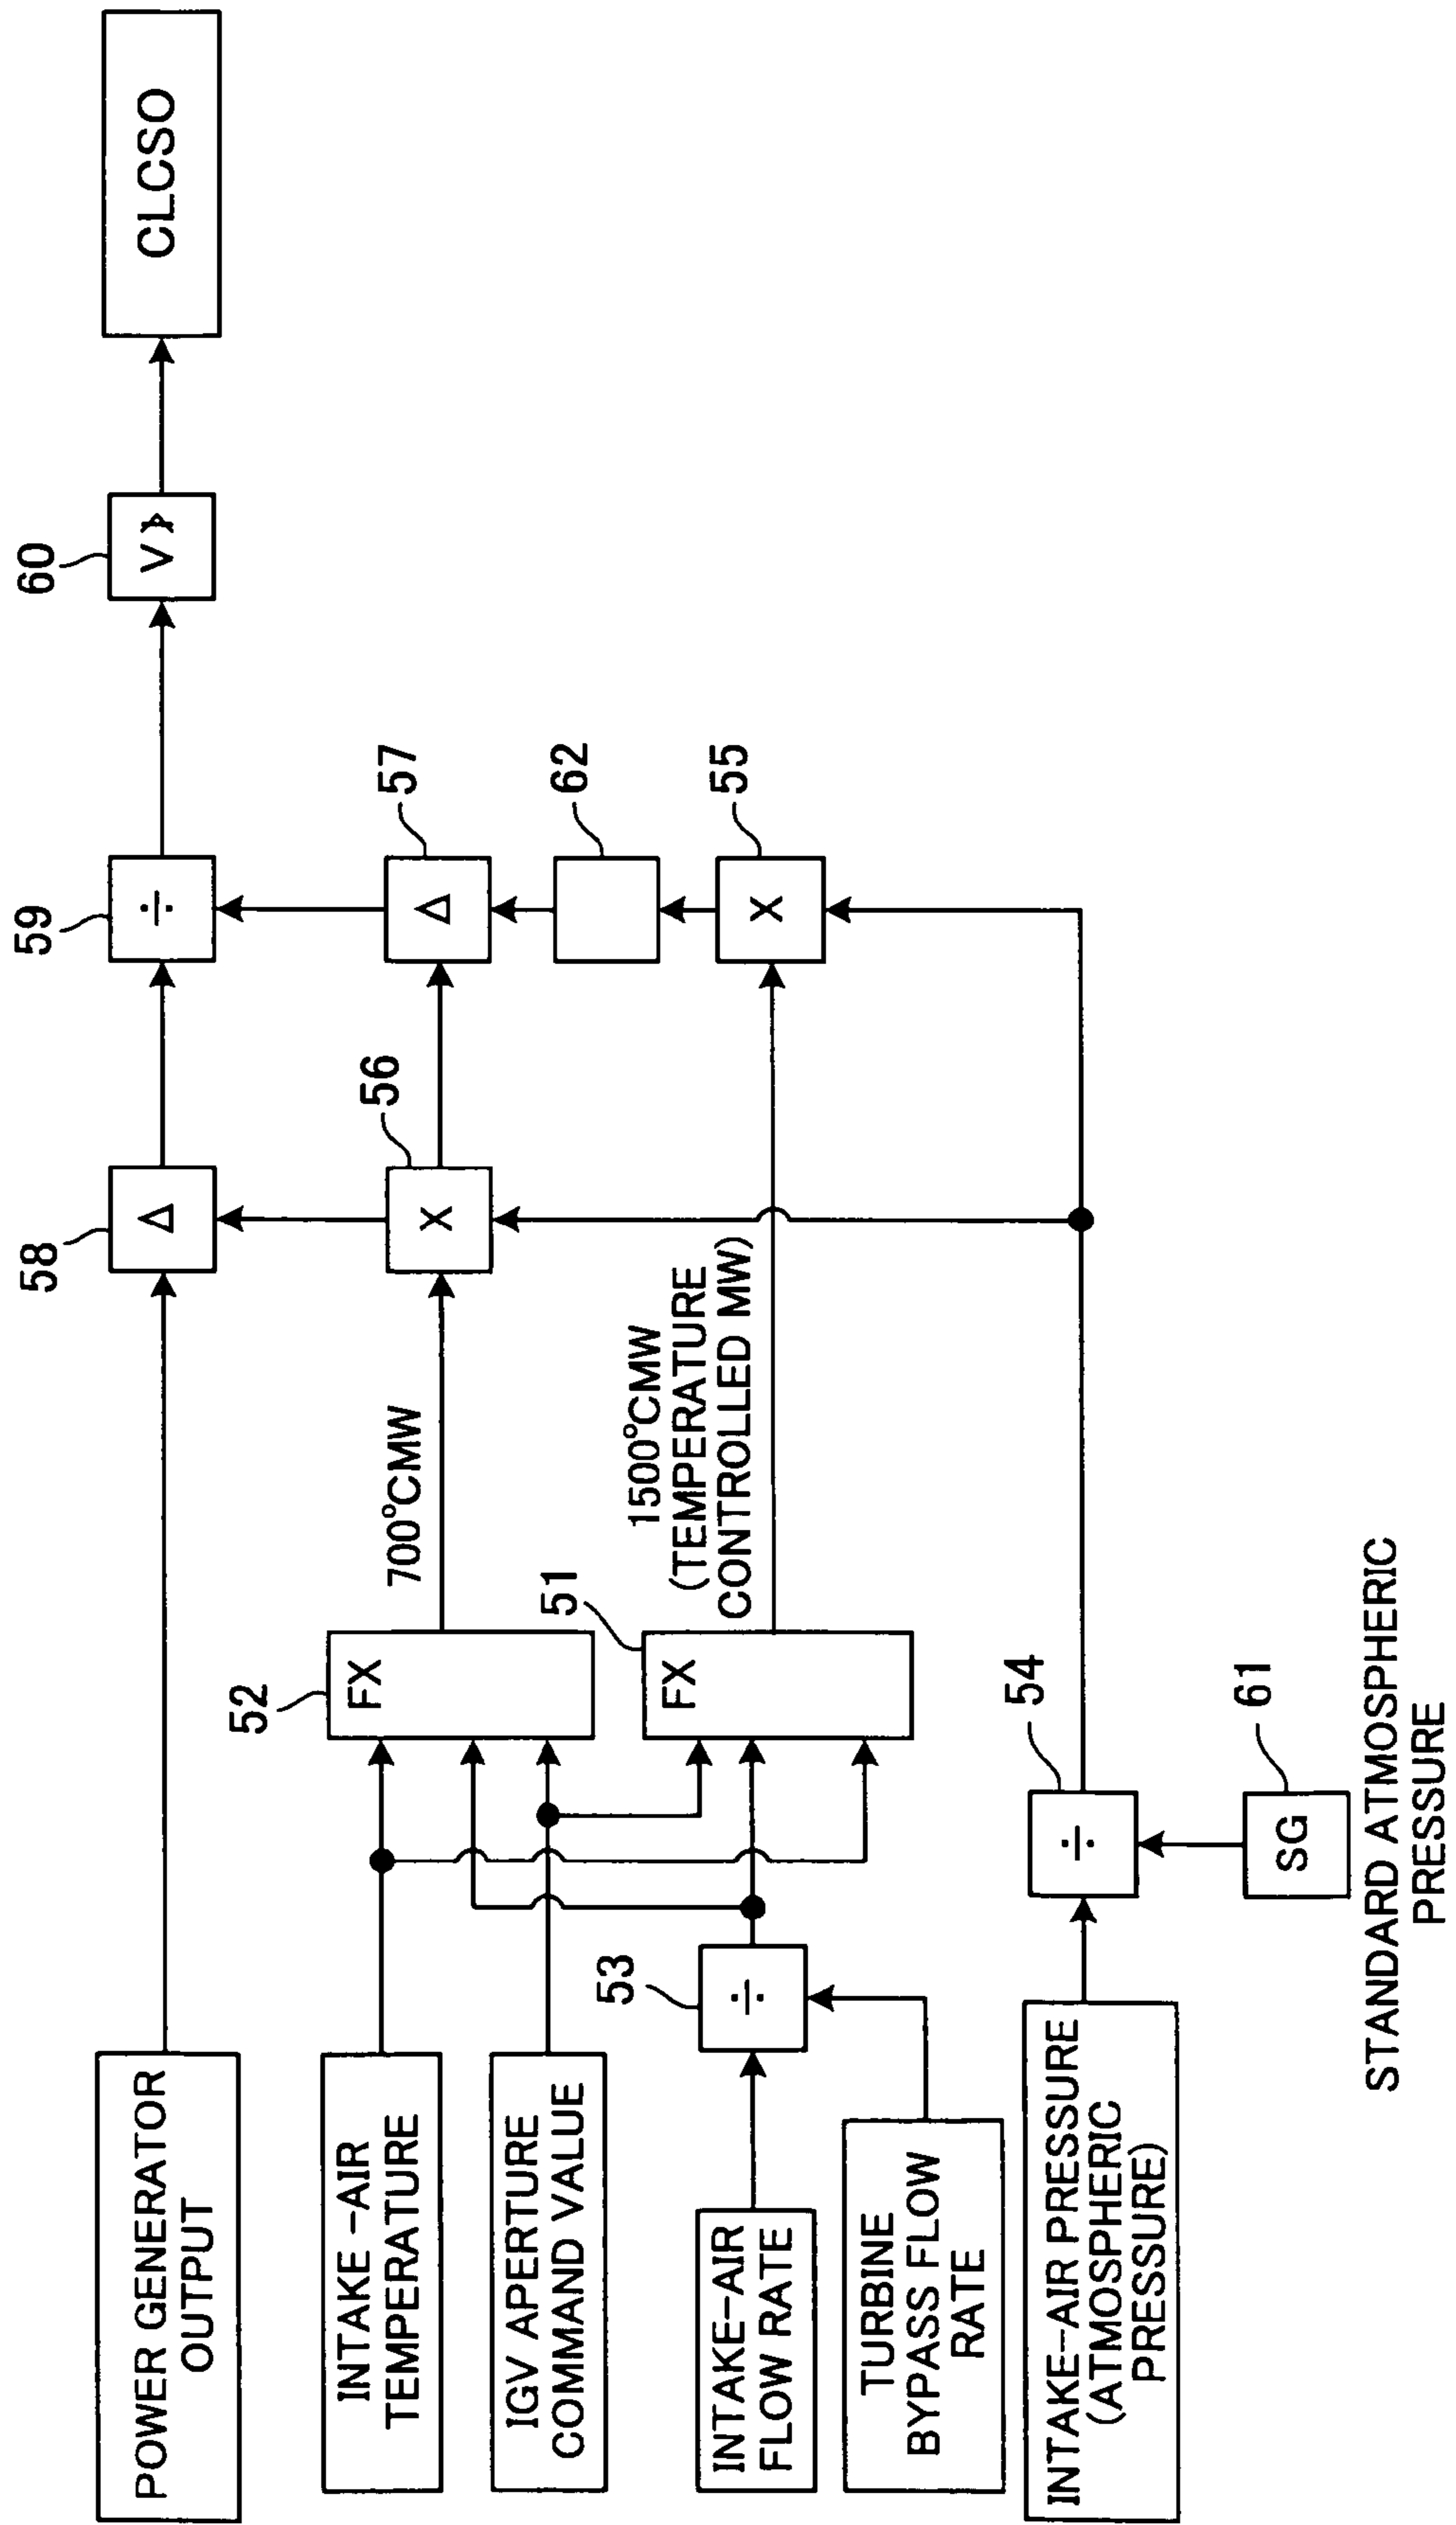 POWER GENERATOR
OUTPUT
INTAKE -AIR
TEMPERATURE
IGV APERTURE
COMMAND VALUE
INTAKE-AIR
FLOW RATE
TURBINE
BYPASS FLOW
RATE
INTAKE-AIR PRESSURE
(ATMOSPHERIC
PRESSURE)
53
÷
52
FX
51
FX
54
÷
61
SG
STANDARD ATMOSPHERIC
PRESSURE
700°CMW
1500°CMW
(TEMPERATURE
CONTROLLED MW)
58
Δ
56
X
59
÷
57
Δ
62
55
X
60
V
CLCSO